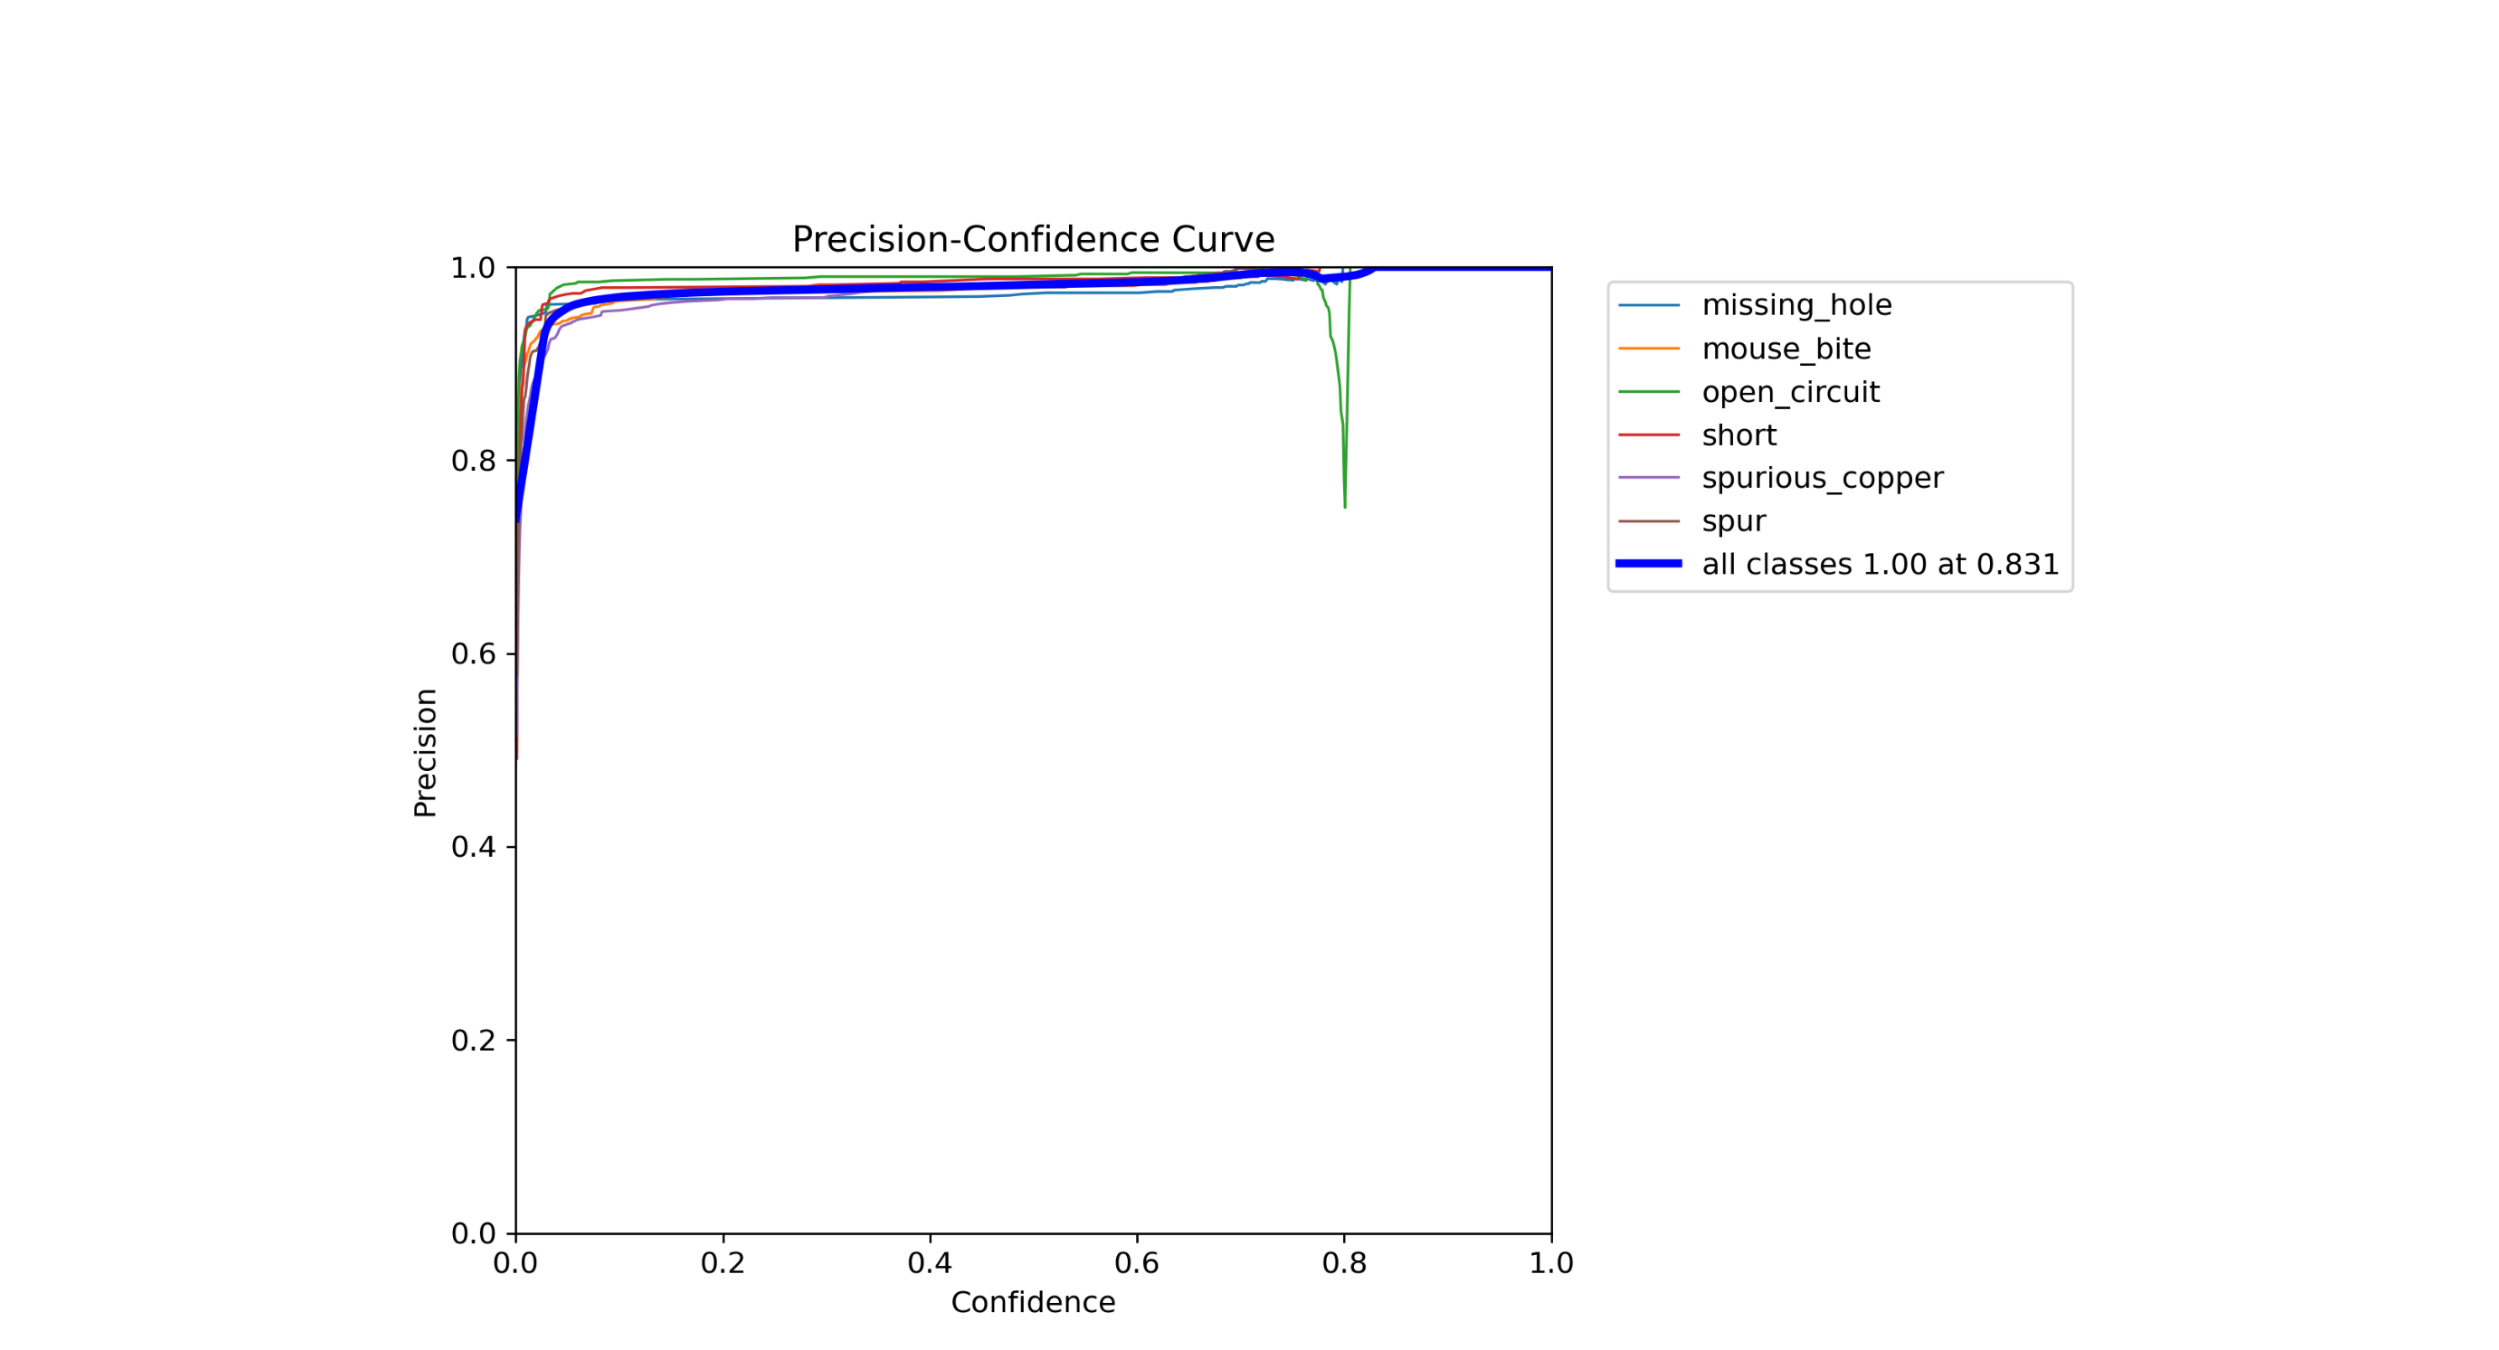 Precision-Confidence Curve
1.0
0.8
0.6
0.4
0.2
0.0
Precision
0.0 0.2 0.4 0.6 0.8 1.0
Confidence
missing_hole
mouse_bite
open_circuit
short
spurious_copper
spur
all classes 1.00 at 0.831